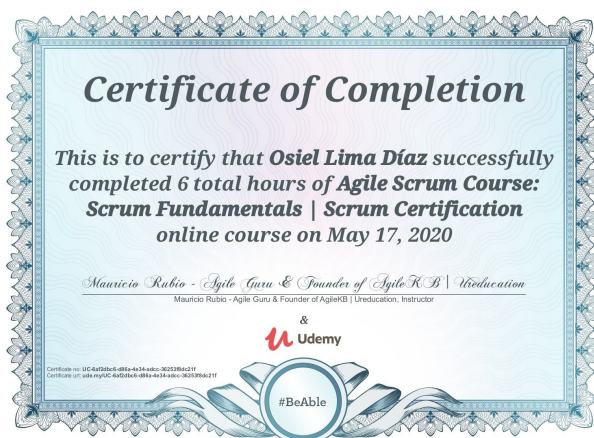 Certificate of Completion
This is to certify that Osiel Lima Díaz successfully
completed 6 total hours of Agile Scrum Course:
Scrum Fundamentals | Scrum Certification
online course on May 17, 2020
Mauricio Rubio - Agile Guru & Founder of AgileKB | Ureducation
Mauricio Rubio - Agile Guru & Founder of AgileKB | Ureducation, Instructor
&
Udemy
Certificate no: UC-6af2dbc6-d86a-4e34-adcc-36253f8dc21f
Certificate url: ude.my/UC-6af2dbc6-d86a-4e34-adcc-36253f8dc21f
#BeAble